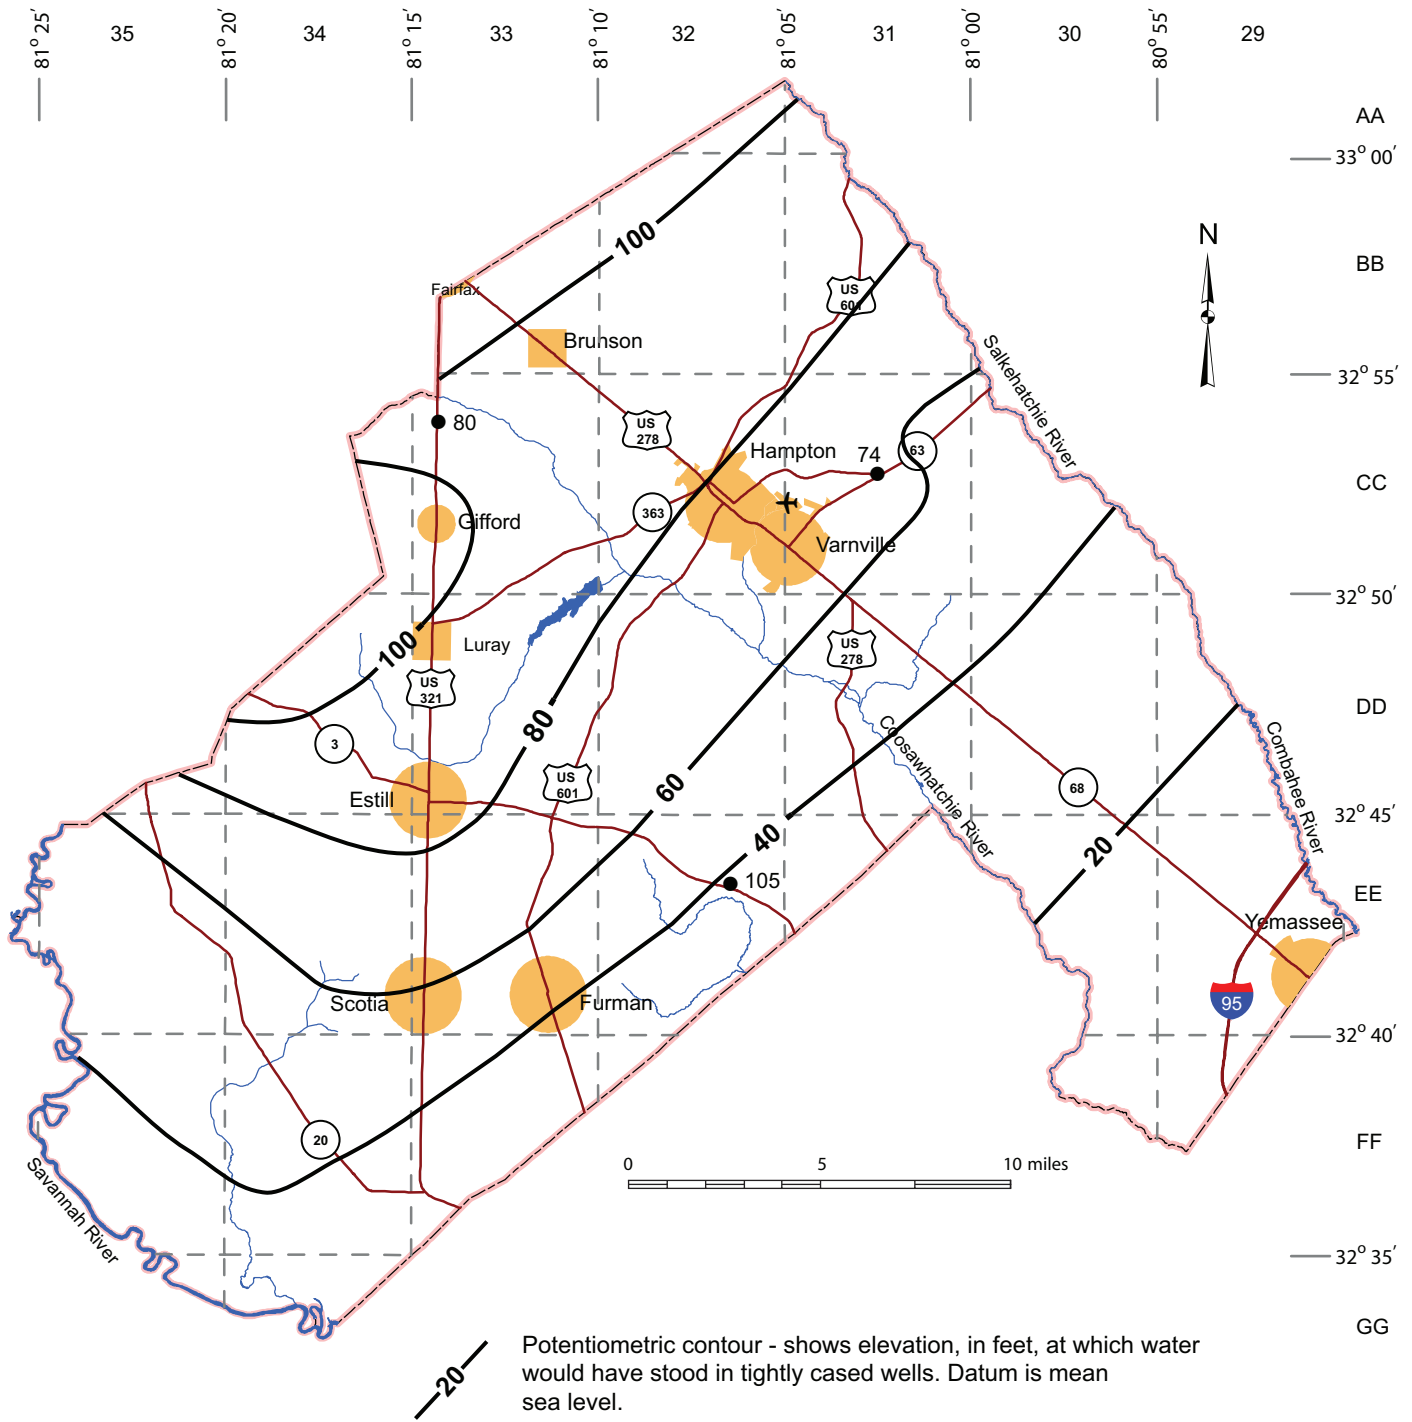 81° 25′
35
81° 20′
34
81° 15′
33
81° 10′
32
81° 05′
31
81° 00′
30
80° 55′
29
AA
33° 00′
N
BB
100
Fairfax
US
601
Brunson
Salkehatchie River
32° 55′
80
US
278
Hampton
74
63
CC
363
Gifford
Varnville
32° 50′
100
Luray
US
278
US
321
DD
80
3
Coosawhatchie River
Combahee River
US
601
60
68
Estill
32° 45′
40
20
105
EE
Yemassee
Scotia
Furman
95
32° 40′
20
FF
0 5 10 miles
Savannah River
32° 35′
GG
20
Potentiometric contour - shows elevation, in feet, at which water
would have stood in tightly cased wells. Datum is mean
sea level.